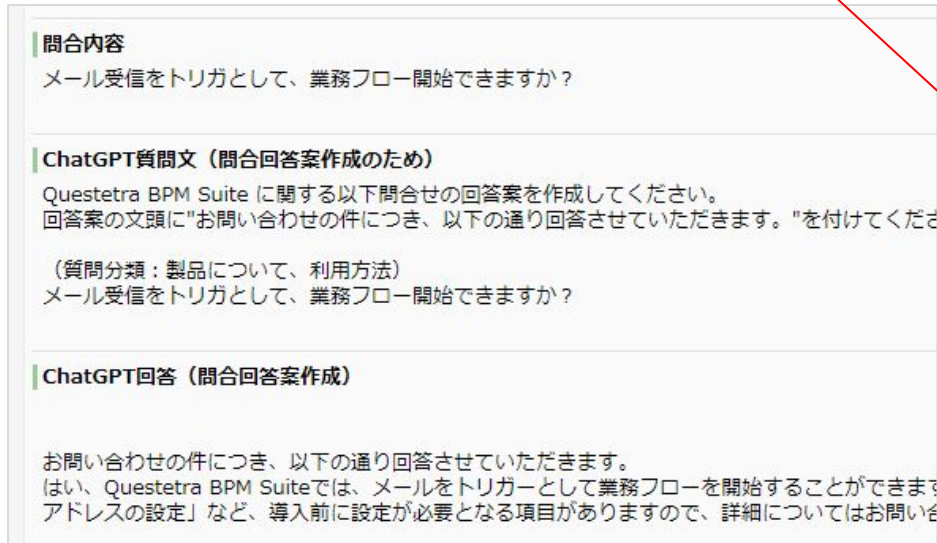 問合内容
メール受信をトリガとして、業務フロー開始できますか？
ChatGPT質問文（問合回答案作成のため）
Questetra BPM Suite に関する以下問合せの回答案を作成してください。
回答案の文頭に"お問い合わせの件につき、以下の通り回答させていただきます。"を付けてくださ
（質問分類：製品について、利用方法）
メール受信をトリガとして、業務フロー開始できますか？
ChatGPT回答（問合回答案作成）
お問い合わせの件につき、以下の通り回答させていただきます。
はい、Questetra BPM Suiteでは、メールをトリガーとして業務フローを開始することができます
アドレスの設定」など、導入前に設定が必要となる項目がありますので、詳細についてはお問い合